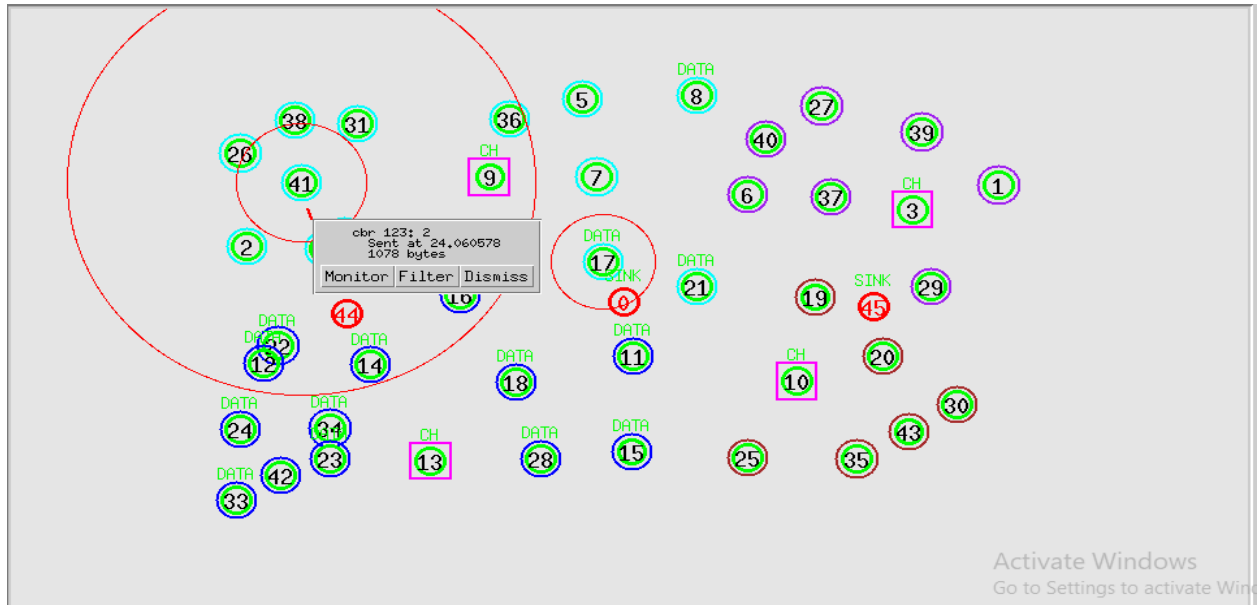 DATA
8
5
27
38
31
36
39
40
26
CH
9
41
7
1
6
37
CH
3
2
cbr 123: 2
Sent at 24.060578
1078 bytes
Monitor Filter Dismiss
DATA
17
DATA
21
SINK
0
SINK
45
29
19
16
44
DATA
22
12
DATA
14
DATA
11
20
DATA
18
CH
10
30
DATA
24
DATA
34
43
23
CH
13
28
DATA
DATA
15
25
35
42
DATA
33
Activate Windows
Go to Settings to activate